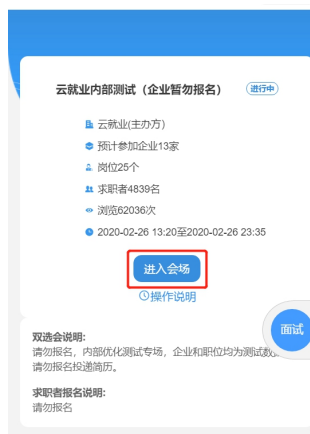 云就业内部测试（企业暂勿报名） 进行中
云就业(主办方)
预计参加企业13家
岗位25个
求职者4839名
浏览62036次
2020-02-26 13:20至2020-02-26 23:35
进入会场
操作说明
面试
双选会说明:
请勿报名，内部优化测试专场，企业和职位均为测试数
请勿报名投递简历。
求职者报名说明:
请勿报名